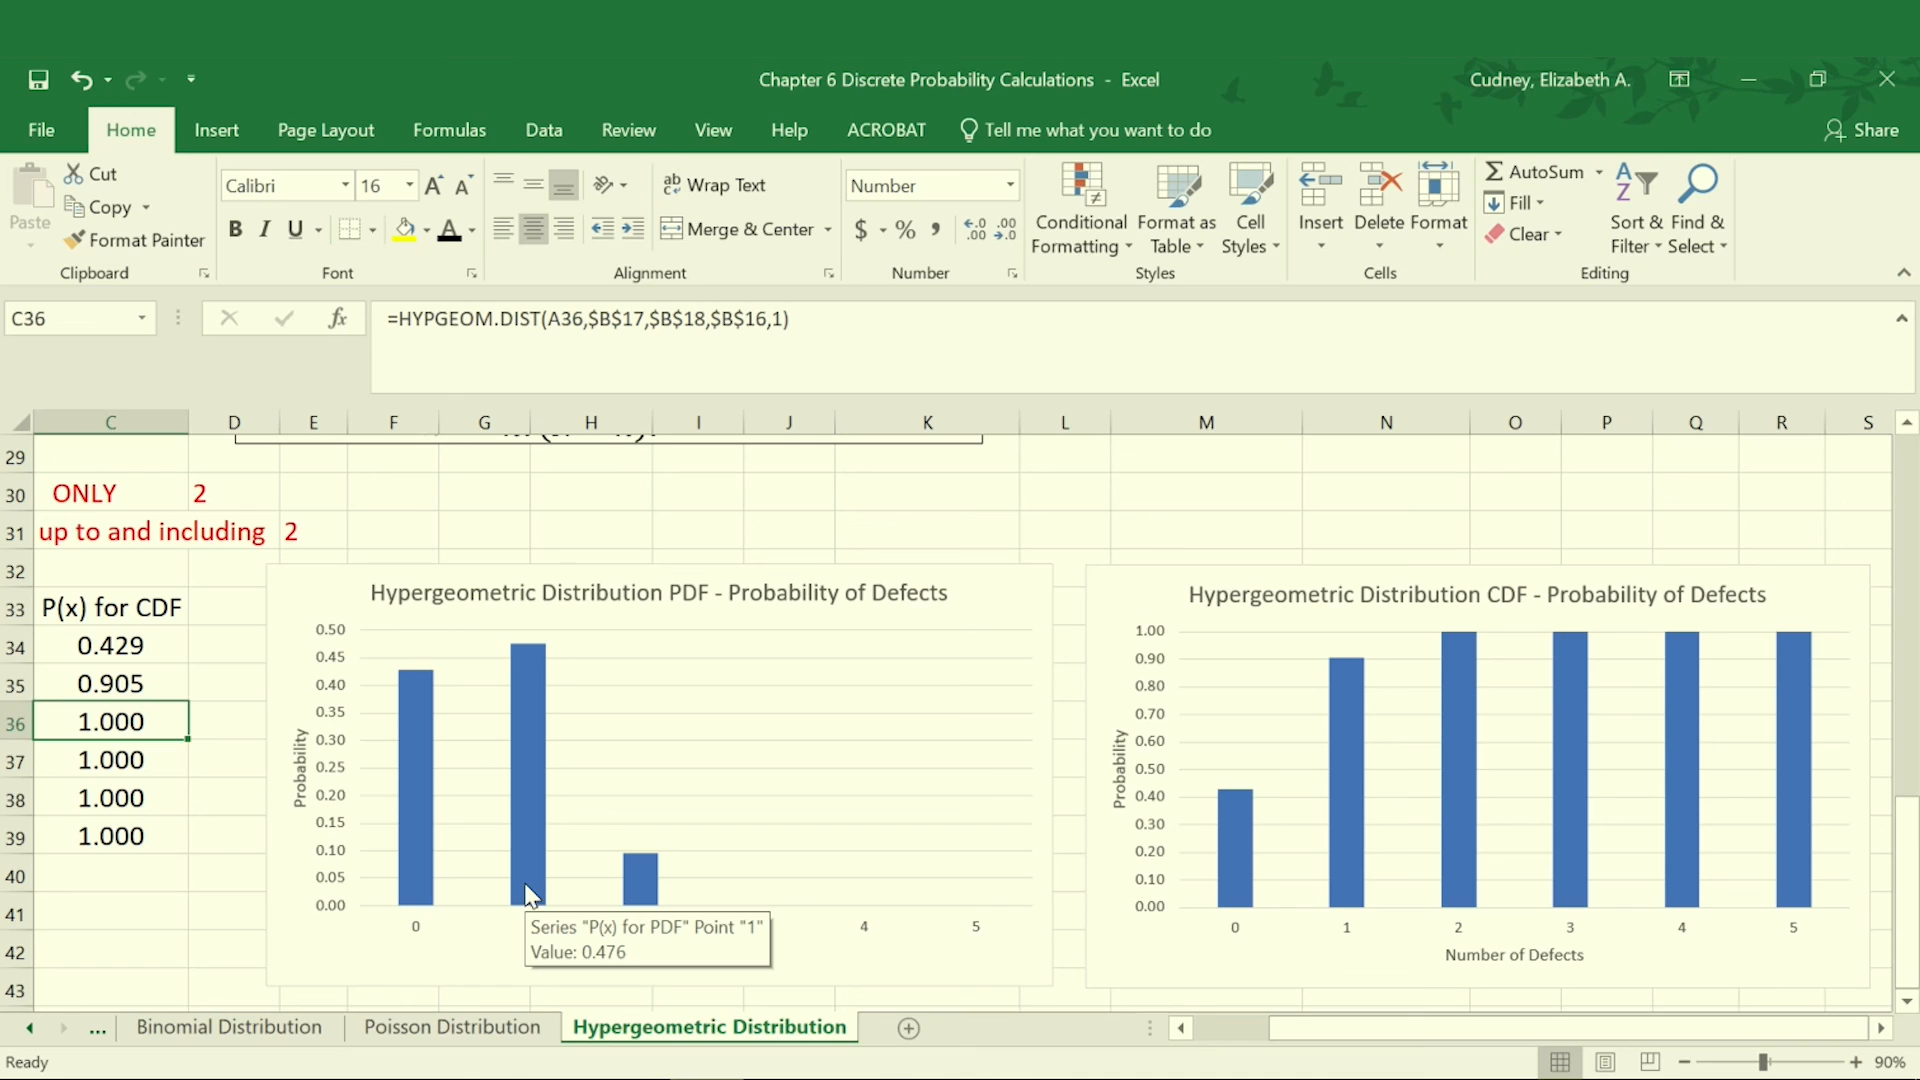 Chapter 6 Discrete Probability Calculations - Excel
Cudney, Elizabeth A.
File Home Insert Page Layout Formulas Data Review View Help ACROBAT Tell me what you want to do Share
Paste
Cut
Copy
Format Painter
Clipboard
Calibri 16 A A
B I U A
Font
ab Wrap Text
Merge & Center
Alignment
Number
$ % , .00 .00
Number
Conditional Formatting
Format as Table
Cell Styles
Styles
Insert Delete Format
Cells
AutoSum
Fill
Clear
Sort & Filter
Find & Select
Editing
C36 fx =HYPGEOM.DIST(A36,$B$17,$B$18,$B$16,1)
C D E F G H I J K L M N O P Q R S
29
30 ONLY 2
31 up to and including 2
32
33 P(x) for CDF
34 0.429
35 0.905
36 1.000
37 1.000
38 1.000
39 1.000
40
41
42
43
Hypergeometric Distribution PDF - Probability of Defects
0.50
0.45
0.40
0.35
0.30
0.25
0.20
0.15
0.10
0.05
0.00
Probability
0 4 5
Series "P(x) for PDF" Point "1"
Value: 0.476
Hypergeometric Distribution CDF - Probability of Defects
1.00
0.90
0.80
0.70
0.60
0.50
0.40
0.30
0.20
0.10
0.00
Probability
0 1 2 3 4 5
Number of Defects
... Binomial Distribution Poisson Distribution Hypergeometric Distribution
Ready
90%